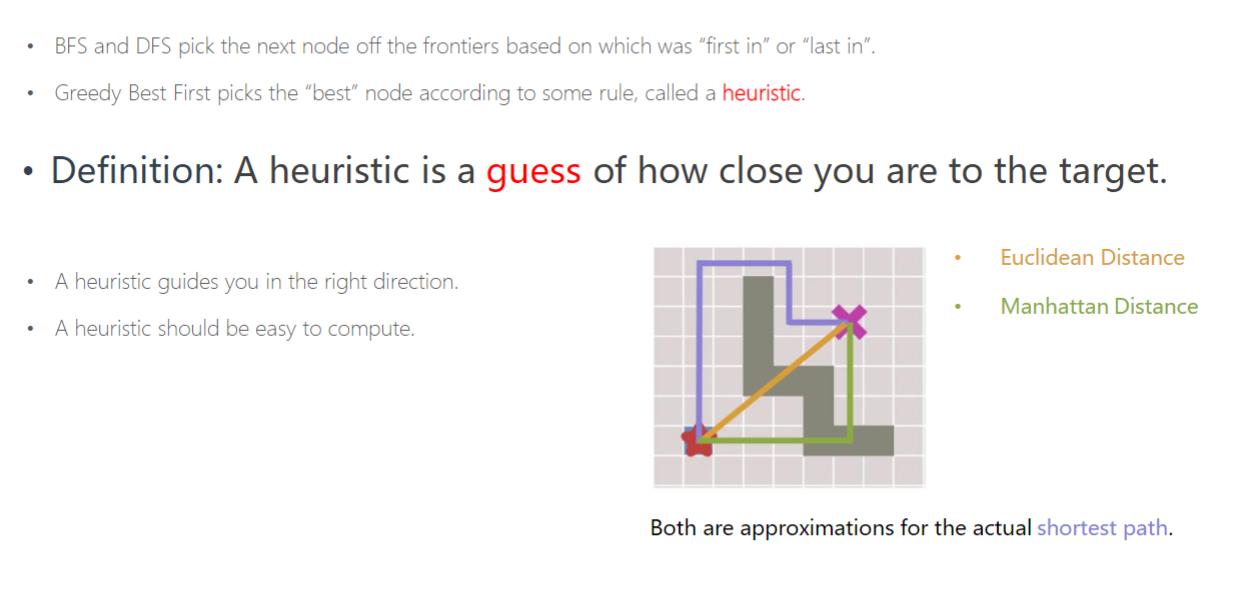 • BFS and DFS pick the next node off the frontiers based on which was “first in” or “last in”.
• Greedy Best First picks the “best” node according to some rule, called a heuristic.
• Definition: A heuristic is a guess of how close you are to the target.
• A heuristic guides you in the right direction.
• A heuristic should be easy to compute.
• Euclidean Distance
• Manhattan Distance
Both are approximations for the actual shortest path.